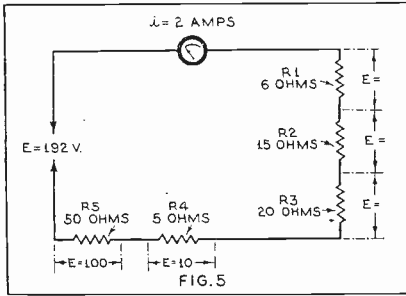 i = 2 AMPS
R1
6 OHMS
E=
R2
15 OHMS
E=
E=192 V.
R3
20 OHMS
E=
R5
50 OHMS
R4
5 OHMS
E=100
E=10
FIG. 5